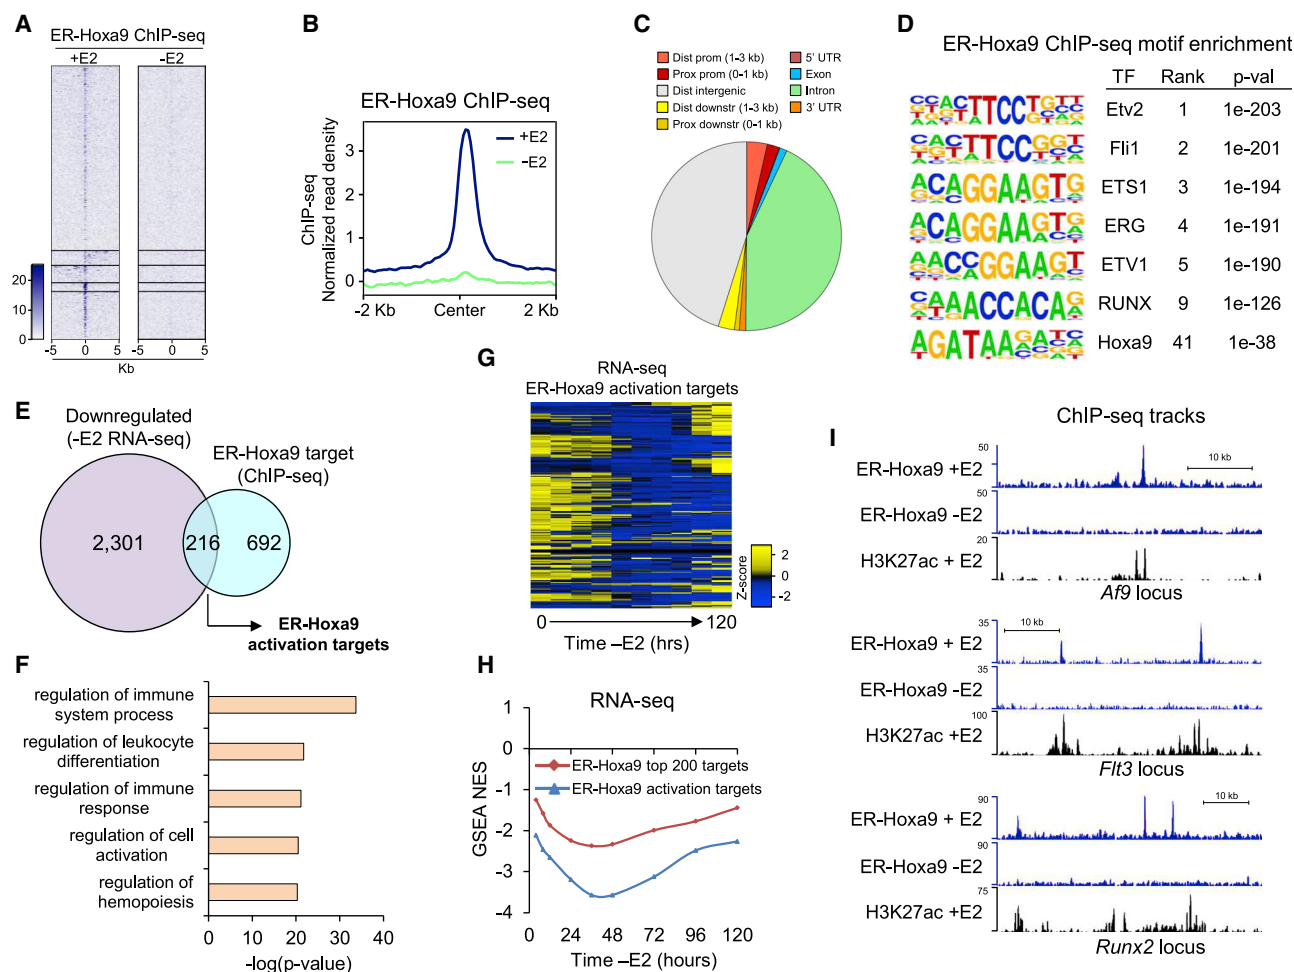 A
ER-Hoxa9 ChIP-seq
+E2
-E2
20
10
0
-5
0
5
-5
0
5
Kb
B
ER-Hoxa9 ChIP-seq
ChIP-seq
Normalized read density
3
2
1
0
+E2
-E2
-2 Kb
Center
2 Kb
C
Dist prom (1-3 kb)
Prox prom (0-1 kb)
Dist intergenic
Dist downstr (1-3 kb)
Prox downstr (0-1 kb)
5' UTR
Exon
Intron
3' UTR
D
ER-Hoxa9 ChIP-seq motif enrichment
TF Rank p-val
Etv2 1 1e-203
Fli1 2 1e-201
ETS1 3 1e-194
ERG 4 1e-191
ETV1 5 1e-190
RUNX 9 1e-126
Hoxa9 41 1e-38
E
Downregulated
(-E2 RNA-seq)
ER-Hoxa9 target
(ChIP-seq)
2,301
216
692
ER-Hoxa9
activation targets
F
regulation of immune
system process
regulation of leukocyte
differentiation
regulation of immune
response
regulation of cell
activation
regulation of
hemopoiesis
0 10 20 30 40
-log(p-value)
G
RNA-seq
ER-Hoxa9 activation targets
Z-score
2
0
-2
0
120
Time –E2 (hrs)
H
RNA-seq
GSEA NES
0
-1
-2
-3
-4
ER-Hoxa9 top 200 targets
ER-Hoxa9 activation targets
0 24 48 72 96 120
Time -E2 (hours)
I
ChIP-seq tracks
ER-Hoxa9 +E2
50
10 kb
ER-Hoxa9 -E2
50
H3K27ac + E2
20
Af9 locus
ER-Hoxa9 + E2
35
10 kb
ER-Hoxa9 -E2
35
H3K27ac +E2
100
Flt3 locus
ER-Hoxa9 + E2
90
10 kb
ER-Hoxa9 -E2
90
H3K27ac +E2
75
Runx2 locus